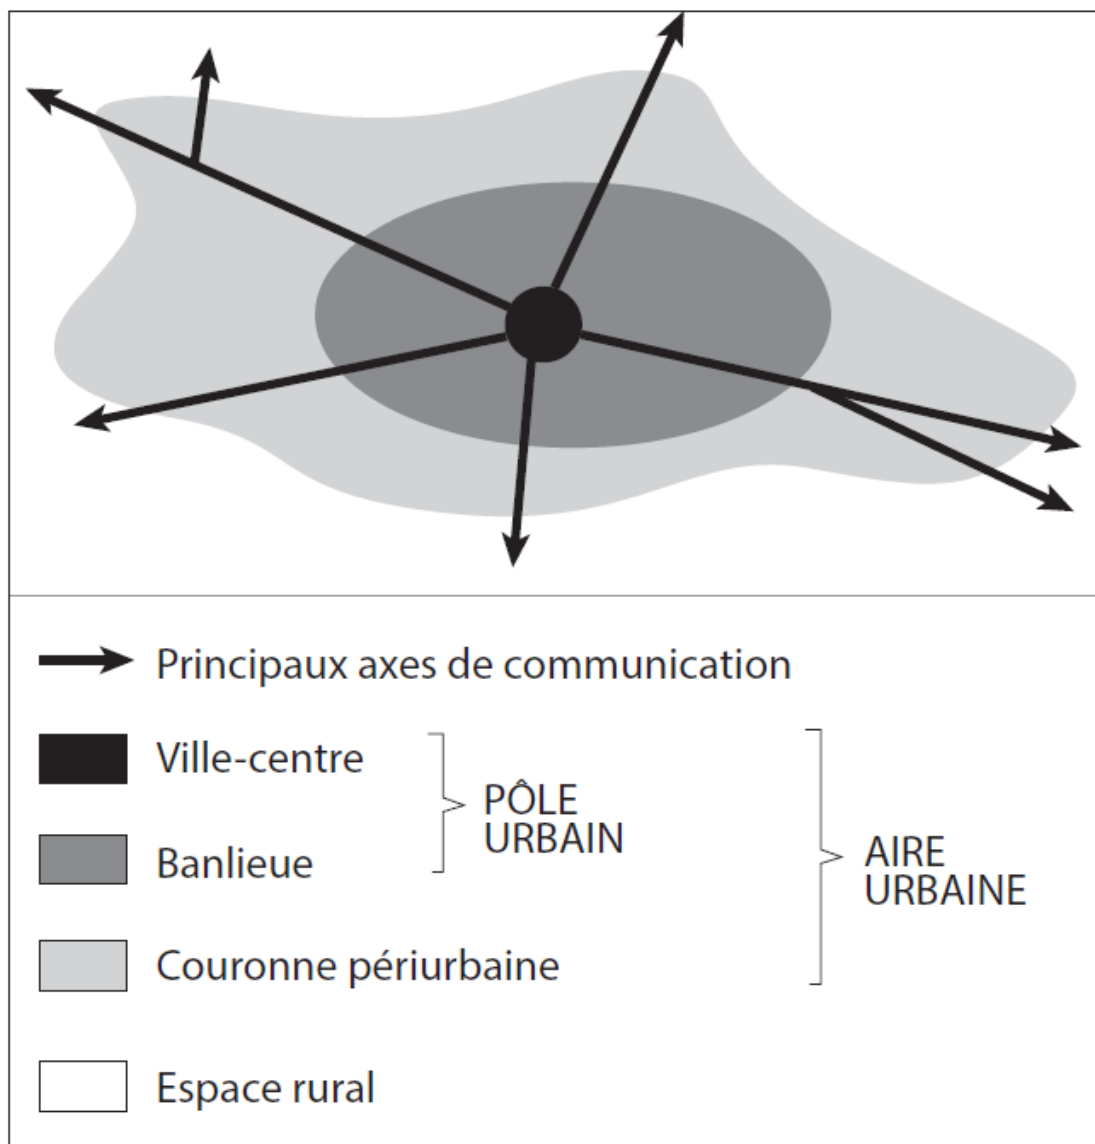 Principaux axes de communication
Ville-centre
PÔLE
URBAIN
Banlieue
AIRE
URBAINE
Couronne périurbaine
Espace rural